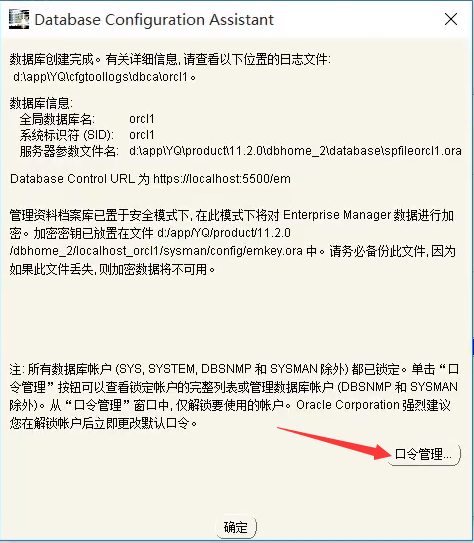 Database Configuration Assistant
数据库创建完成。有关详细信息, 请查看以下位置的日志文件:
d:\app\YQ\cfgtoollogs\dbca\orcl1。
数据库信息:
全局数据库名: orcl1
系统标识符 (SID): orcl1
服务器参数文件名: d:\app\YQ\product\11.2.0\dbhome_2\database\spfileorcl1.ora
Database Control URL 为 https://localhost:5500/em
管理资料档案库已置于安全模式下, 在此模式下将对 Enterprise Manager 数据进行加
密。加密密钥已放置在文件 d:/app/YQ/product/11.2.0
/dbhome_2/localhost_orcl1/sysman/config/emkey.ora 中。请务必备份此文件, 因为
如果此文件丢失, 则加密数据将不可用。
注: 所有数据库帐户 (SYS, SYSTEM, DBSNMP 和 SYSMAN 除外) 都已锁定。单击“口
令管理”按钮可以查看锁定帐户的完整列表或管理数据库帐户 (DBSNMP 和 SYSMAN
除外)。从“口令管理”窗口中, 仅解锁要使用的帐户。Oracle Corporation 强烈建议
您在解锁帐户后立即更改默认口令。
口令管理...
确定